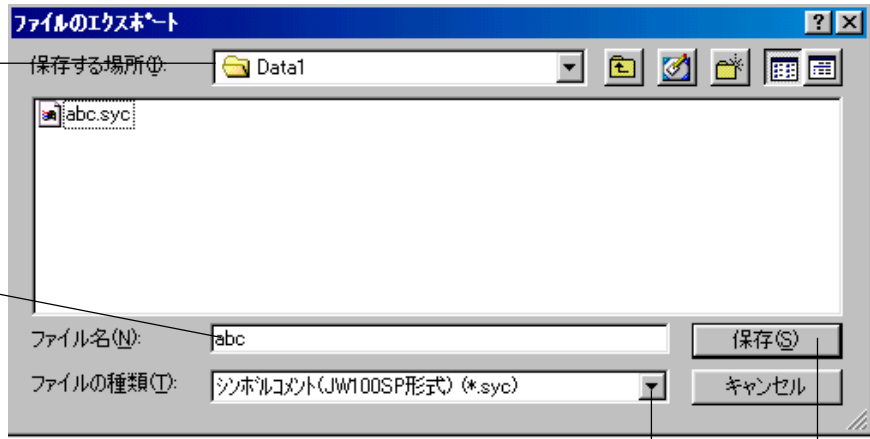 ﾌｧｲﾙのｴｸｽﾎﾟｰﾄ
保存する場所(I):
Data1
abc.syc
ファイル名(N):
abc
保存(S)
ファイルの種類(T):
ｼﾝﾎﾞﾙｺﾒﾝﾄ(JW100SP形式) (*.syc)
キャンセル